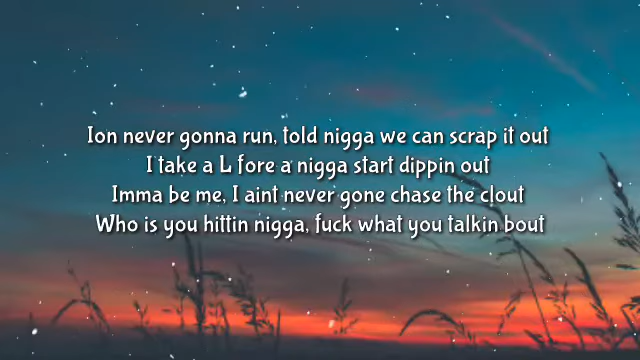 Ion never gonna run, told nigga we can scrap it out
I take a L fore a nigga start dippin out
Imma be me, I aint never gone chase the clout
Who is you hittin nigga, fuck what you talkin bout